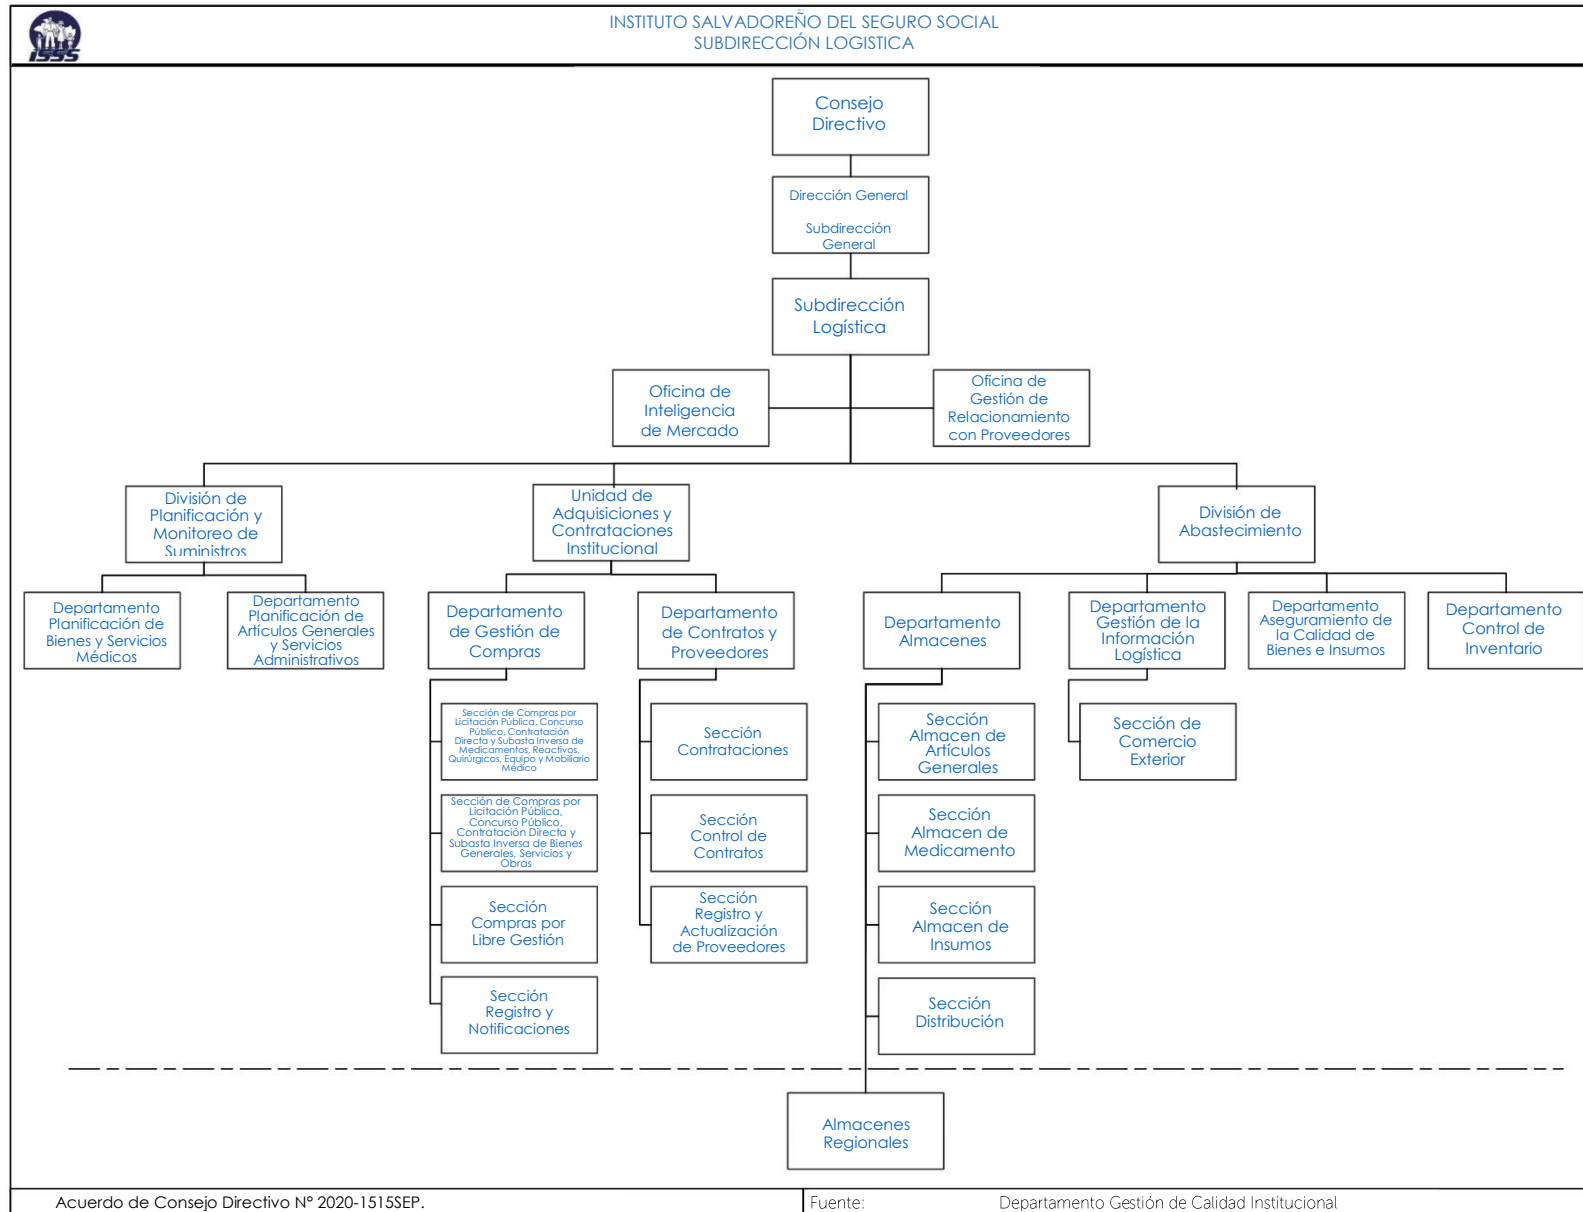 INSTITUTO SALVADOREÑO DEL SEGURO SOCIAL
SUBDIRECCIÓN LOGISTICA
ISSS
Consejo
Directivo
Dirección General
Subdirección
General
Subdirección
Logística
Oficina de
Inteligencia
de Mercado
Oficina de
Gestión de
Relacionamiento
con Proveedores
División de
Planificación y
Monitoreo de
Suministros
Unidad de
Adquisiciones y
Contrataciones
Institucional
División de
Abastecimiento
Departamento
Planificación de
Bienes y Servicios
Médicos
Departamento
Planificación de
Artículos Generales
y Servicios
Administrativos
Departamento
de Gestión de
Compras
Departamento
de Contratos y
Proveedores
Departamento
Almacenes
Departamento
Gestión de la
Información
Logística
Departamento
Aseguramiento de
la Calidad de
Bienes e Insumos
Departamento
Control de
Inventario
Sección de Compras por
Licitación Pública, Concurso
Público, Contratación
Directa y Subasta Inversa de
Medicamentos, Reactivos,
Quirúrgicos, Equipo y Mobiliario
Médico
Sección
Contrataciones
Sección
Almacen de
Artículos
Generales
Sección de
Comercio
Exterior
Sección de Compras por
Licitación Pública,
Concurso Público,
Contratación Directa y
Subasta Inversa de Bienes
Generales, Servicios y
Obras
Sección
Control de
Contratos
Sección
Almacen de
Medicamento
Sección
Compras por
Libre Gestión
Sección
Registro y
Actualización
de Proveedores
Sección
Almacen de
Insumos
Sección
Registro y
Notificaciones
Sección
Distribución
Almacenes
Regionales
Acuerdo de Consejo Directivo N° 2020-1515SEP.
Fuente: Departamento Gestión de Calidad Institucional